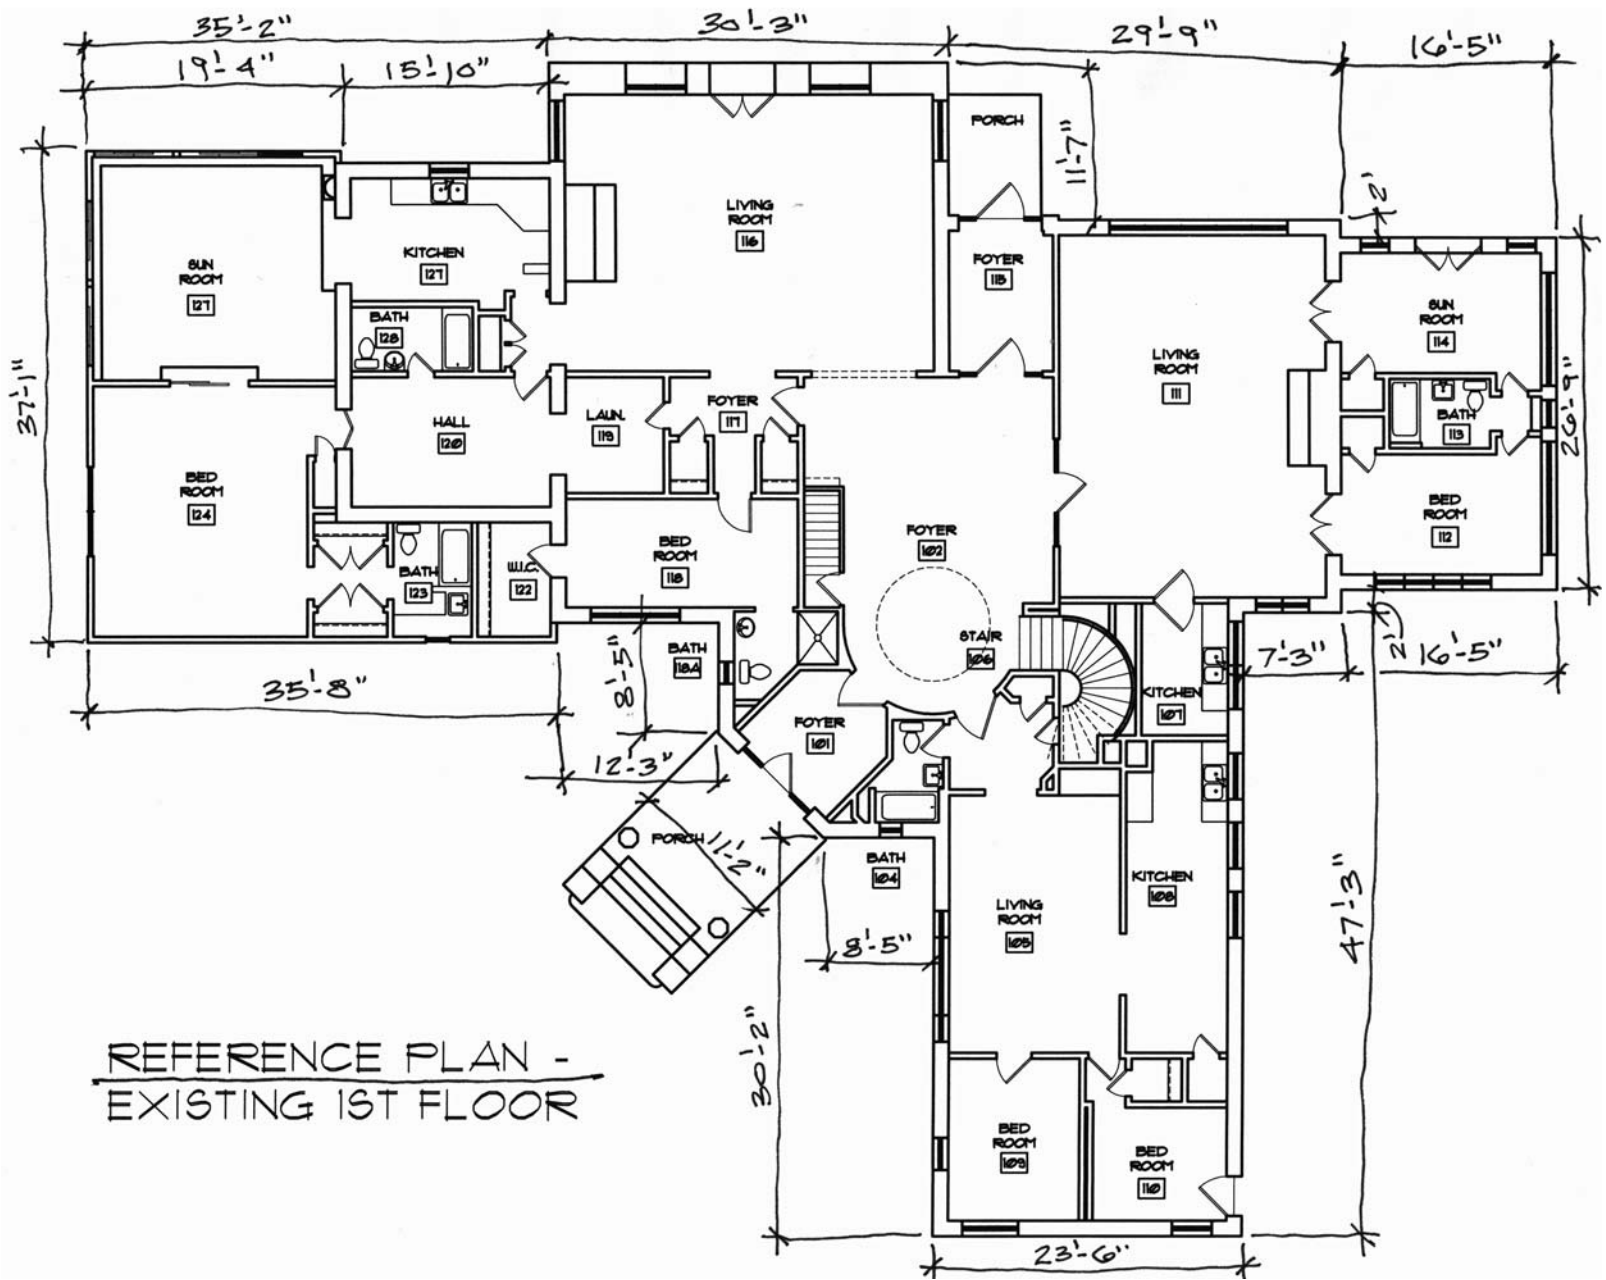 35'-2"
30'-3"
29'-9"
16'-5"
19'-4"
15'-10"
PORCH
11'-7"
2'
37'-1"
LIVING
ROOM
116
KITCHEN
127
SUN
ROOM
127
FOYER
115
SUN
ROOM
114
BATH
128
LIVING
ROOM
111
26'-9"
FOYER
117
HALL
120
LAUN.
119
BATH
113
BED
ROOM
124
BED
ROOM
112
FOYER
102
BED
ROOM
118
BATH
123
W.I.C.
122
STAIR
106
BATH
118A
8'-5"
7'-3"
2'
16'-5"
35'-8"
KITCHEN
107
FOYER
101
12'-3"
PORCH
11'-2"
BATH
104
KITCHEN
108
LIVING
ROOM
105
8'-5"
47'-3"
30'-2"
REFERENCE PLAN -
EXISTING 1ST FLOOR
BED
ROOM
109
BED
ROOM
110
23'-6"